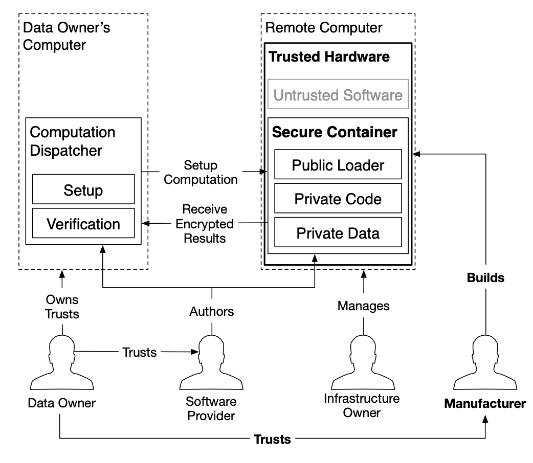 Data Owner's
Computer
Remote Computer
Trusted Hardware
Untrusted Software
Secure Container
Computation
Dispatcher
Setup
Verification
Setup
Computation
Receive
Encrypted
Results
Public Loader
Private Code
Private Data
Owns
Trusts
Authors
Manages
Builds
Trusts
Data Owner
Software
Provider
Infrastructure
Owner
Manufacturer
Trusts